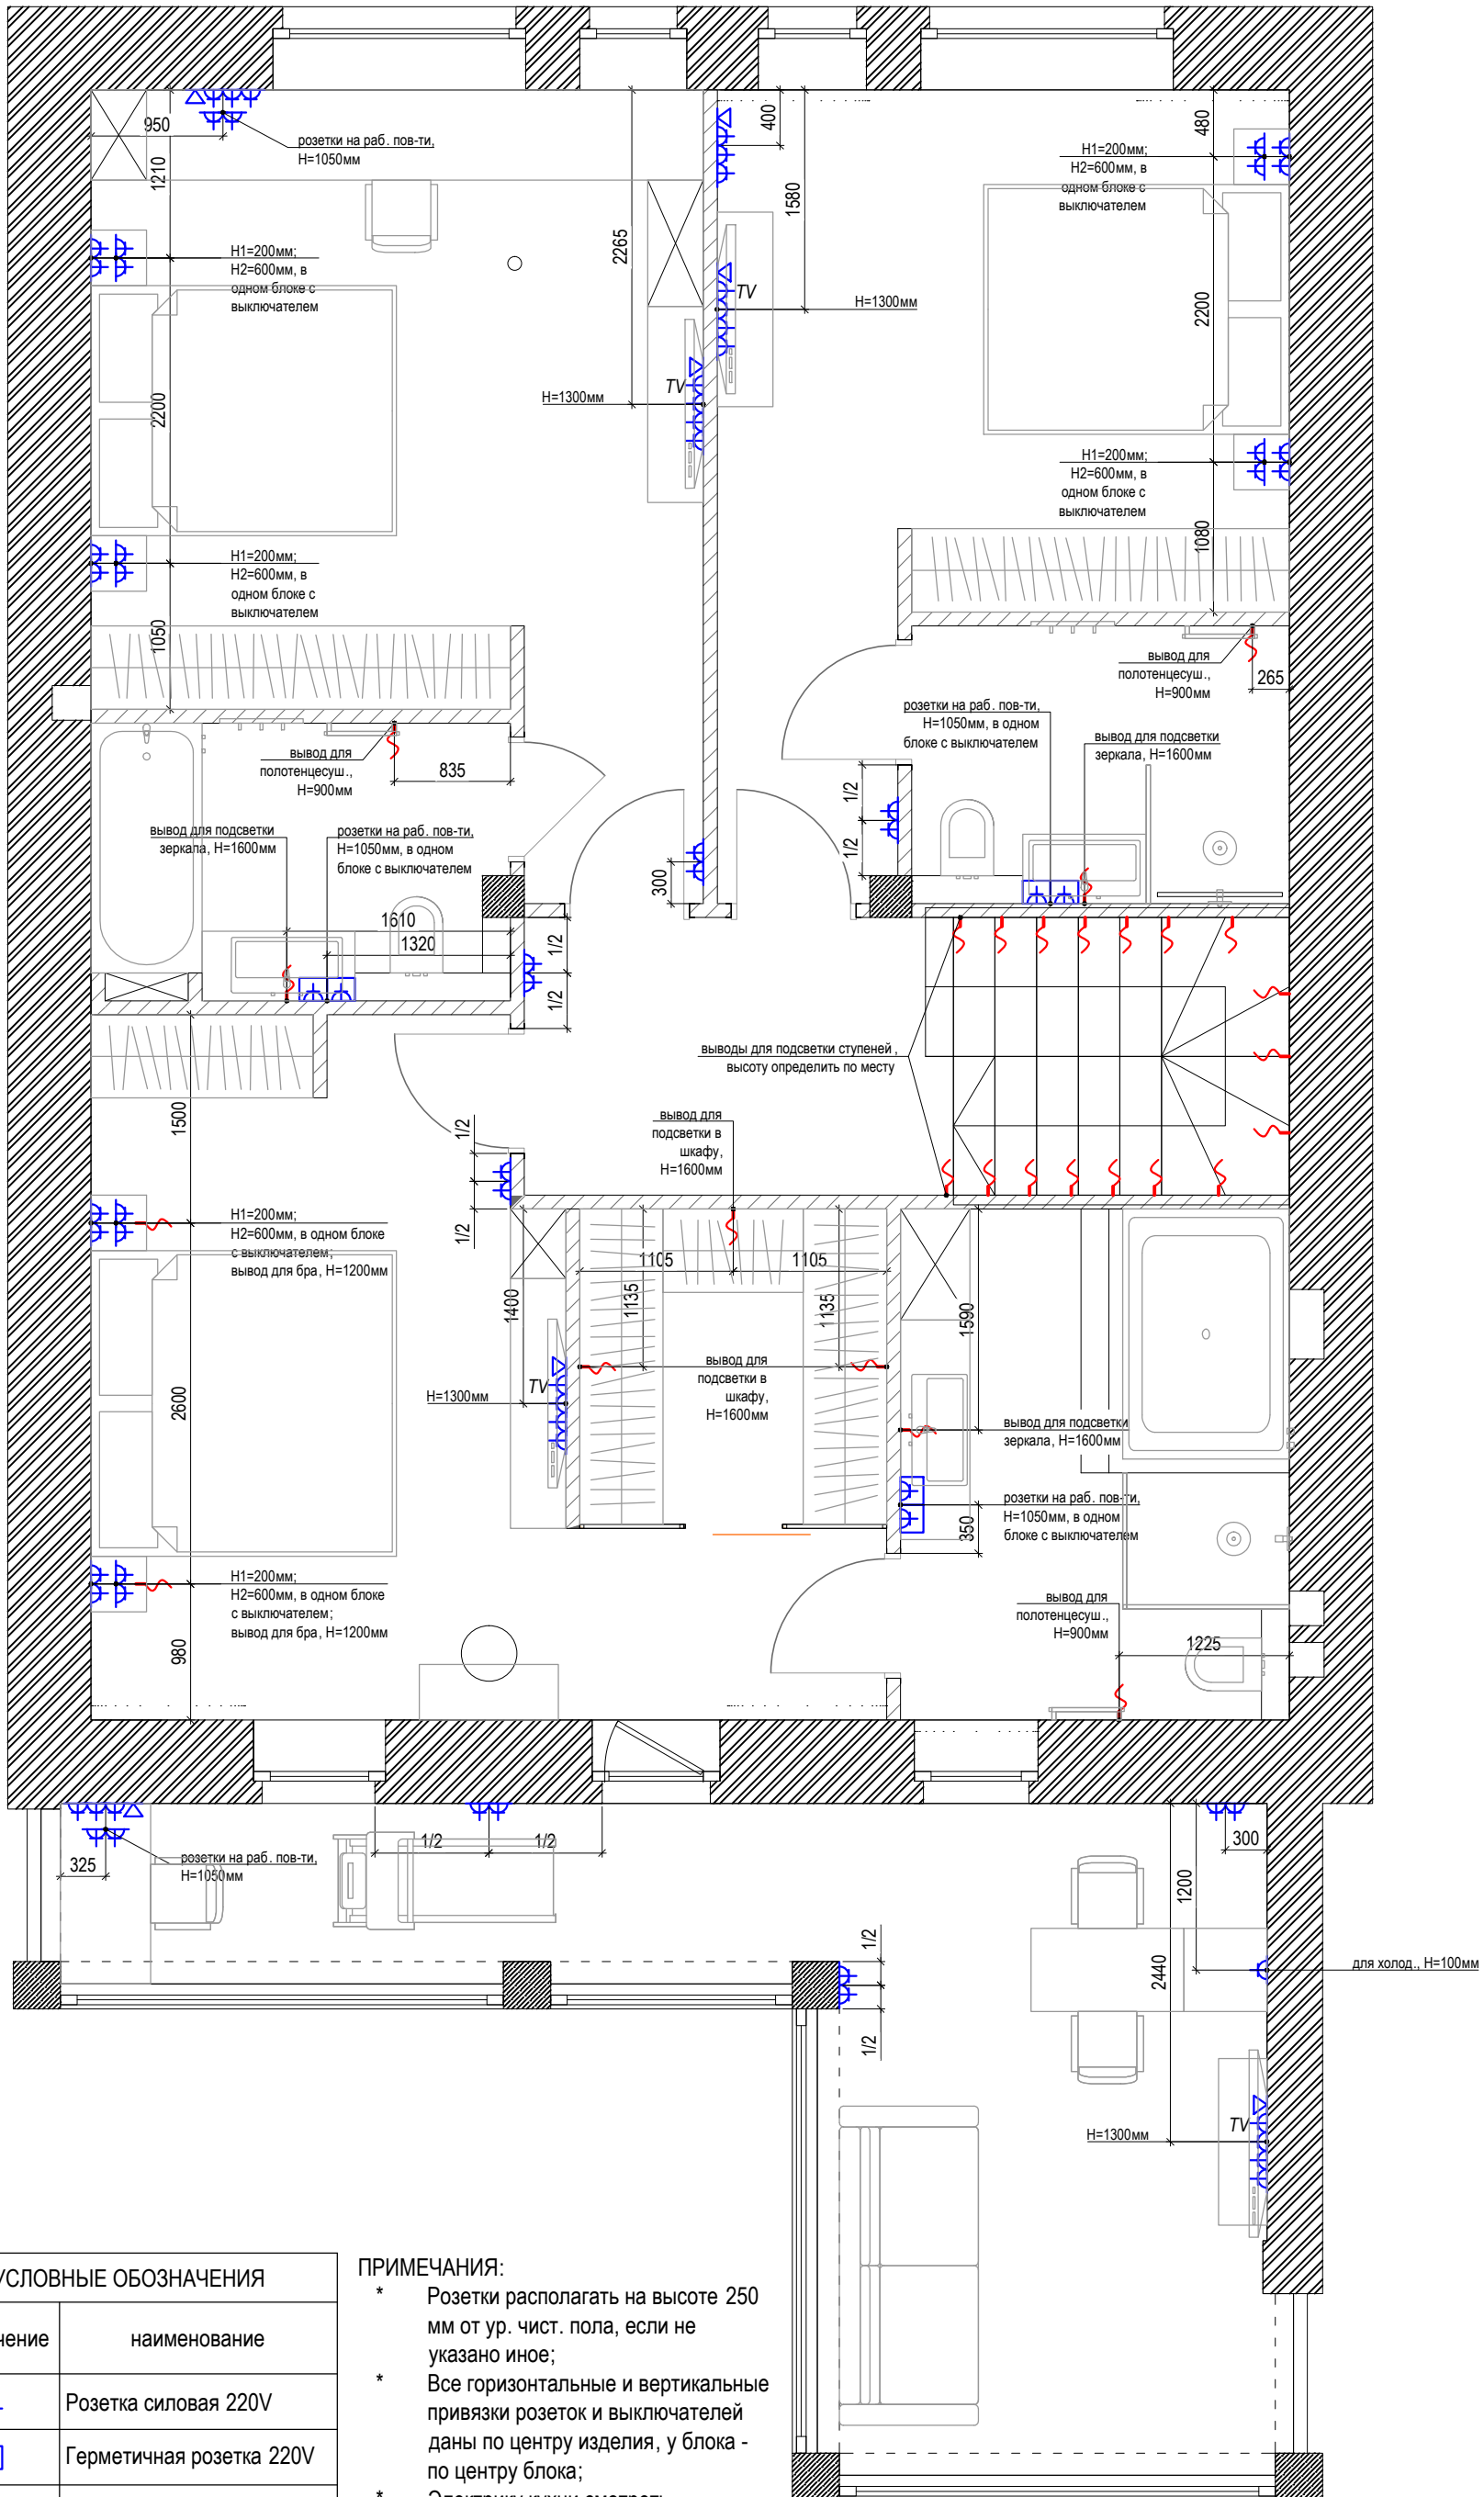 950
1210
розетки на раб. пов-ти,
H=1050мм
400
1580
480
H1=200мм;
H2=600мм, в
одном блоке с
выключателем
H1=200мм;
H2=600мм, в
одном блоке с
выключателем
2265
TV
H=1300мм
2200
TV
H=1300мм
2200
H1=200мм;
H2=600мм, в
одном блоке с
выключателем
1080
H1=200мм;
H2=600мм, в
одном блоке с
выключателем
1050
вывод для
полотенцесуш.,
H=900мм
265
розетки на раб. пов-ти,
H=1050мм, в одном
блоке с выключателем
вывод для подсветки
зеркала, H=1600мм
вывод для
полотенцесуш.,
H=900мм
835
1/2
1/2
вывод для подсветки
зеркала, H=1600мм
розетки на раб. пов-ти,
H=1050мм, в одном
блоке с выключателем
300
1610
1320
1/2
1/2
выводы для подсветки ступеней,
высоту определить по месту
1500
1/2
1/2
вывод для
подсветки в
шкафу,
H=1600мм
H1=200мм;
H2=600мм, в одном блоке
с выключателем;
вывод для бра, H=1200мм
1105
1105
1400
1135
1135
1590
вывод для
подсветки в
шкафу,
H=1600мм
TV
H=1300мм
2600
вывод для подсветки
зеркала, H=1600мм
розетки на раб. пов-ти,
H=1050мм, в одном
блоке с выключателем
350
H1=200мм;
H2=600мм, в одном блоке
с выключателем;
вывод для бра, H=1200мм
980
вывод для
полотенцесуш.,
H=900мм
1225
325
розетки на раб. пов-ти,
H=1050мм
1/2
1/2
300
1200
2440
1/2
1/2
для холод., H=100мм
TV
H=1300мм
УСЛОВНЫЕ ОБОЗНАЧЕНИЯ
наименование
Розетка силовая 220V
Герметичная розетка 220V
ПРИМЕЧАНИЯ:
* Розетки располагать на высоте 250
мм от ур. чист. пола, если не
указано иное;
* Все горизонтальные и вертикальные
привязки розеток и выключателей
даны по центру изделия, у блока -
по центру блока;